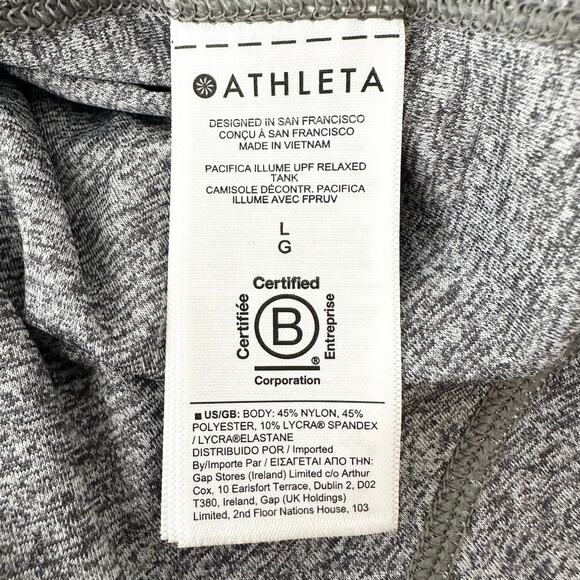 ATHLETA
DESIGNED IN SAN FRANCISCO
CONÇU À SAN FRANCISCO
MADE IN VIETNAM
PACIFICA ILLUME UPF RELAXED
TANK
CAMISOLE DÉCONTR. PACIFICA
ILLUME AVEC FPRUV
L
G
Certified
Certifiée
B
®
Entreprise
Corporation
■ US/GB: BODY: 45% NYLON, 45%
POLYESTER, 10% LYCRA® SPANDEX
/ LYCRA®ELASTANE
DISTRIBUIDO POR / Imported
By/Importe Par / ΕΙΣΑΓΕΤΑΙ ΑΠΟ ΤΗΝ:
Gap Stores (Ireland) Limited c/o Arthur
Cox, 10 Earlsfort Terrace, Dublin 2, D02
T380, Ireland, Gap (UK Holdings)
Limited, 2nd Floor Nations House, 103